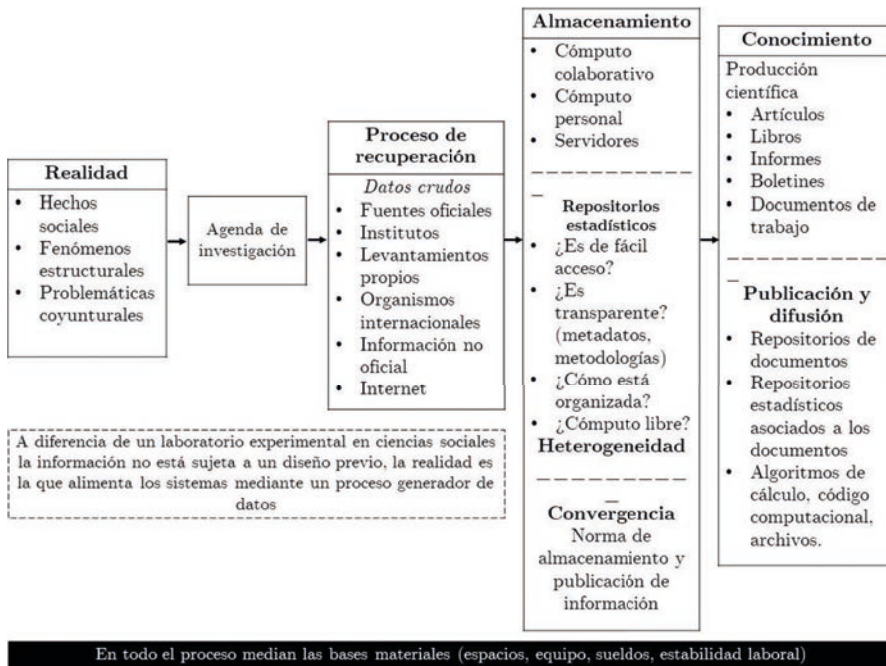 Realidad
• Hechos
sociales
• Fenómenos
estructurales
• Problemáticas
coyunturales
Agenda de
investigación
Proceso de
recuperación
Datos crudos
• Fuentes oficiales
• Institutos
• Levantamientos
propios
• Organismos
internacionales
• Información no
oficial
• Internet
Almacenamiento
• Cómputo
colaborativo
• Cómputo
personal
• Servidores
Repositorios
estadísticos
• ¿Es de fácil
acceso?
• ¿Es
transparente?
(metadatos,
metodologías)
• ¿Cómo está
organizada?
• ¿Cómputo libre?
Heterogeneidad
Convergencia
Norma de
almacenamiento y
publicación de
información
Conocimiento
Producción
científica
• Artículos
• Libros
• Informes
• Boletines
• Documentos de
trabajo
Publicación y
difusión
• Repositorios de
documentos
• Repositorios
estadísticos
asociados a los
documentos
• Algoritmos de
cálculo, código
computacional,
archivos.
A diferencia de un laboratorio experimental en ciencias sociales
la información no está sujeta a un diseño previo, la realidad es
la que alimenta los sistemas mediante un proceso generador de
datos
En todo el proceso median las bases materiales (espacios, equipo, sueldos, estabilidad laboral)